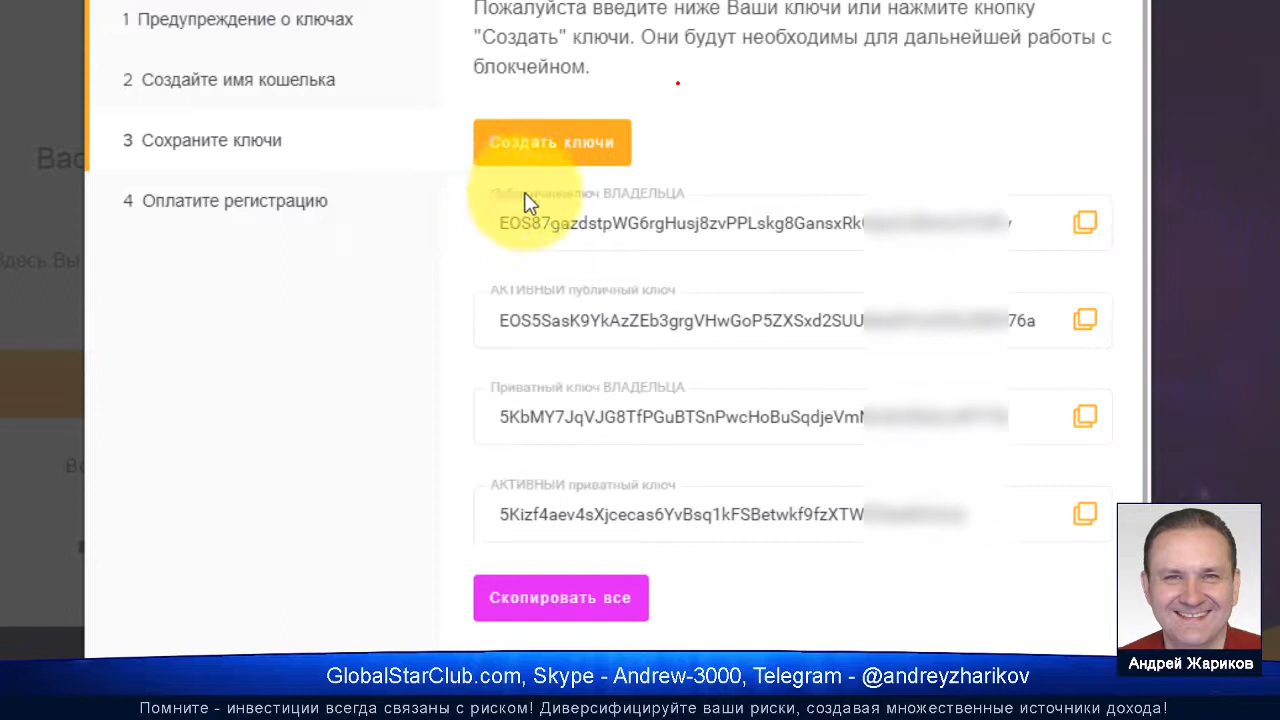 1 Предупреждение о ключах
2 Создайте имя кошелька
3 Сохраните ключи
4 Оплатите регистрацию
Пожалуйста введите ниже Ваши ключи или нажмите кнопку
"Создать" ключи. Они будут необходимы для дальнейшей работы с
блокчейном.
Создать ключи
ключ ВЛАДЕЛЬЦА
EOS87gazdstpWG6rgHusj8zvPPLskg8GansxRk
АКТИВНЫЙ публичный ключ
EOS5SasK9YkAzZEb3grgVHwGoP5ZXSxd2SUU 76a
Приватный ключ ВЛАДЕЛЬЦА
5KbMY7JqVJG8TfPGuBTSnPwcHoBuSqdjeVm
АКТИВНЫЙ приватный ключ
5Kizf4aev4sXjcecas6YvBsq1kFSBetwkf9fzXTW
Скопировать все
Вас
Здесь Вы
Андрей Жариков
GlobalStarClub.com, Skype - Andrew-3000, Telegram - @andreyzharikov
Помните - инвестиции всегда связаны с риском! Диверсифицируйте ваши риски, создавая множественные источники дохода!